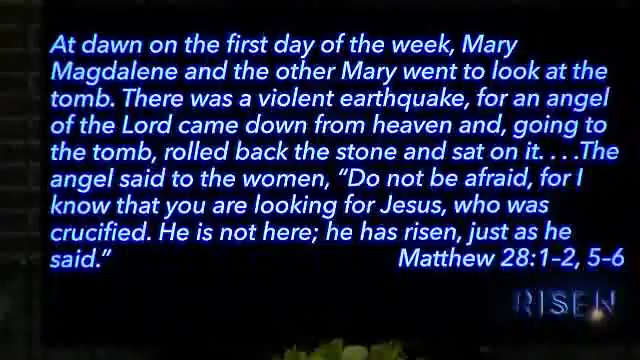 At dawn on the first day of the week, Mary
Magdalene and the other Mary went to look at the
tomb. There was a violent earthquake, for an angel
of the Lord came down from heaven and, going to
the tomb, rolled back the stone and sat on it. . . .The
angel said to the women, “Do not be afraid, for I
know that you are looking for Jesus, who was
crucified. He is not here; he has risen, just as he
said.” Matthew 28:1–2, 5–6
RISEN